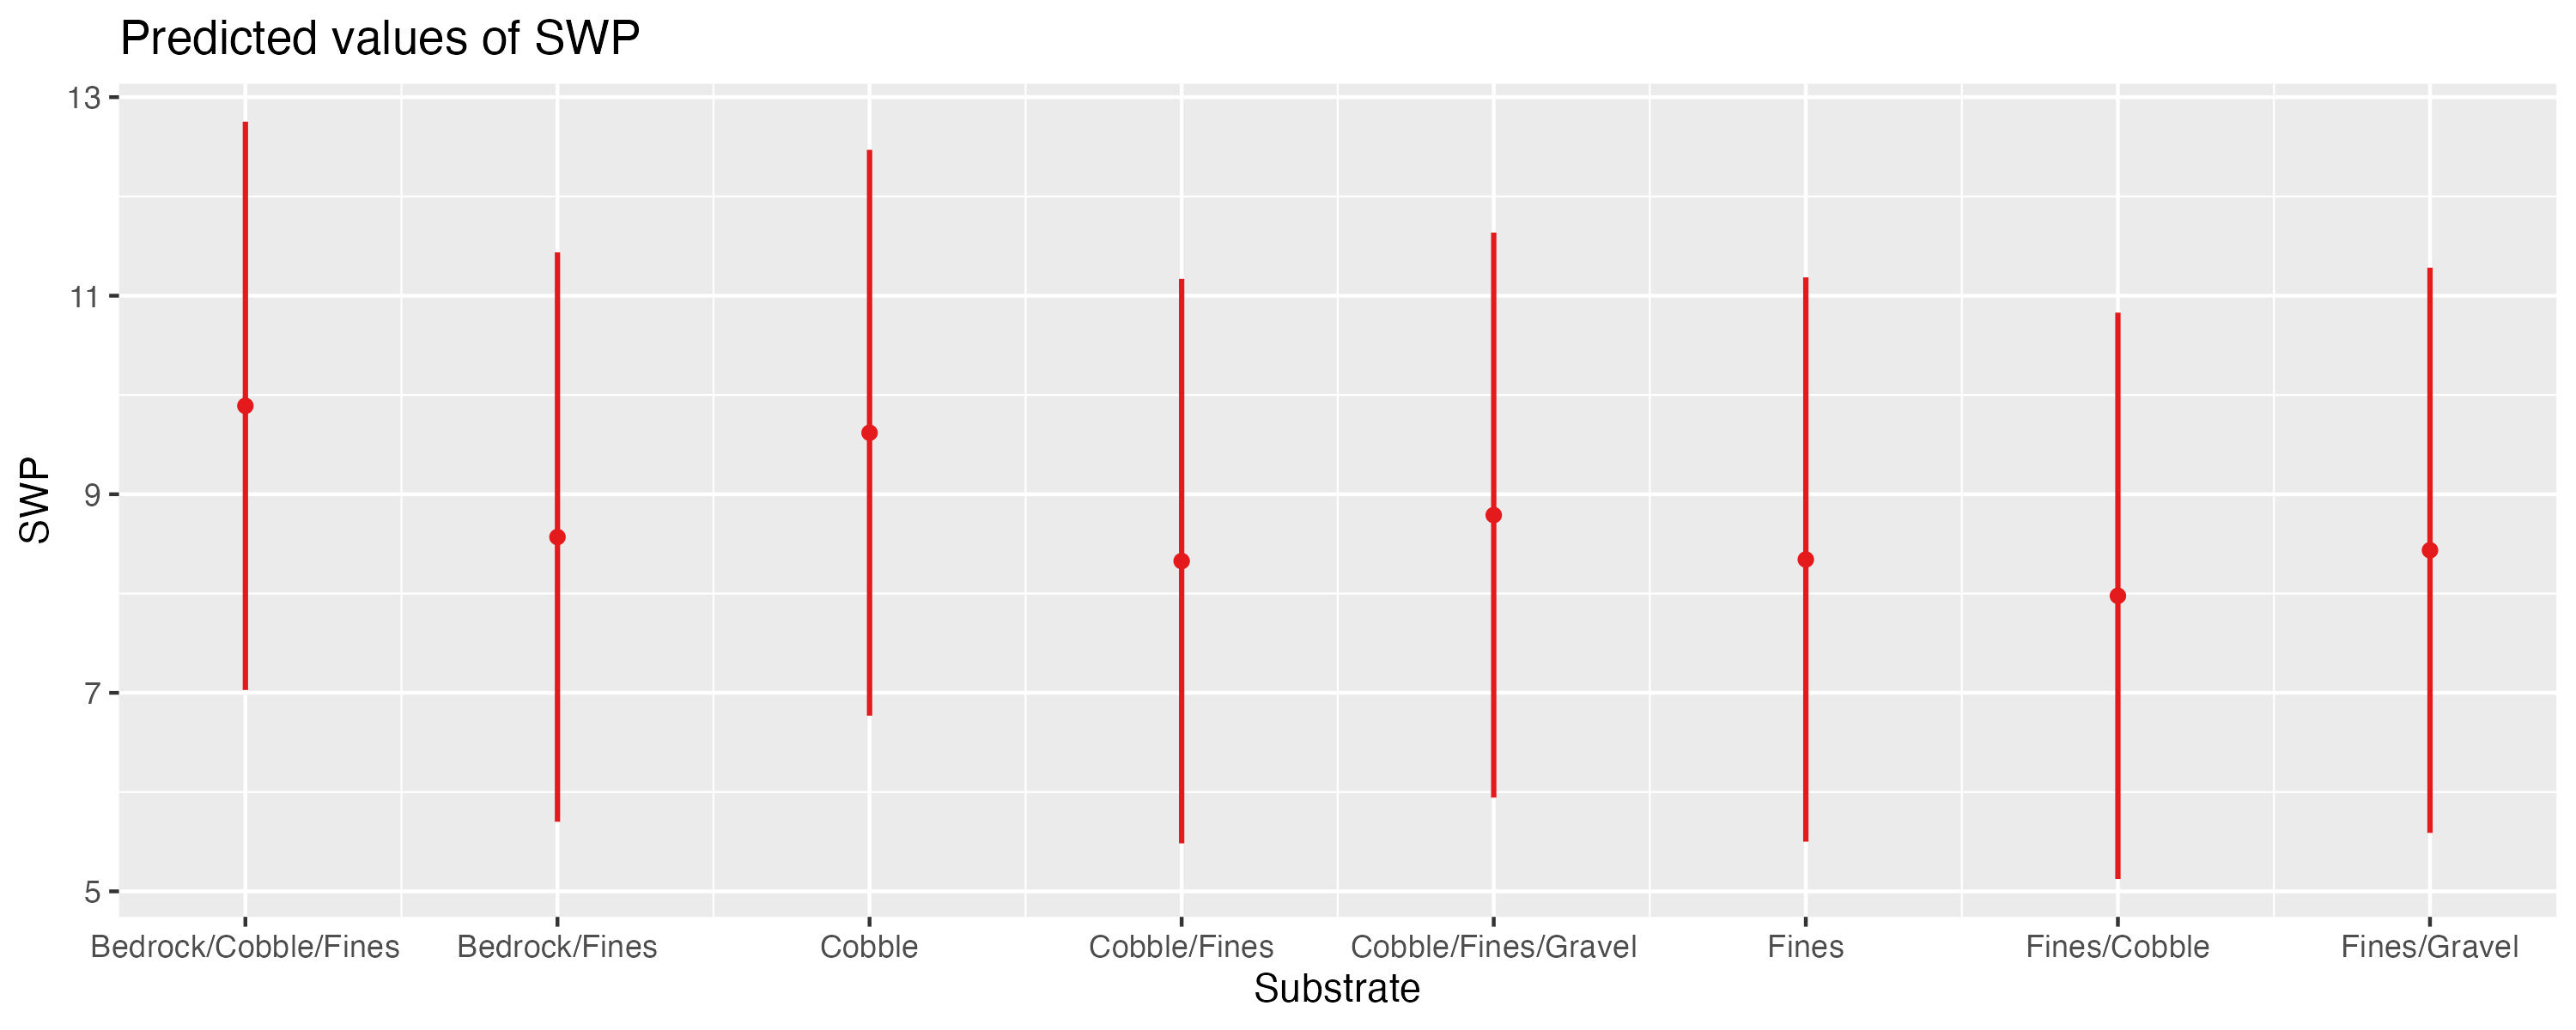 Predicted values of SWP
13
11
9
7
5
SWP
Bedrock/Cobble/Fines Bedrock/Fines Cobble Cobble/Fines Cobble/Fines/Gravel Fines Fines/Cobble Fines/Gravel
Substrate